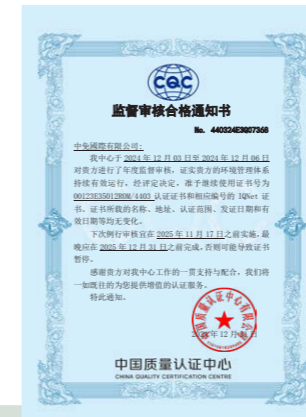 CQC
监督审核合格通知书
No. 440324E3007368
中兔國際有限公司:
我中心于 2024 年 12 月 03 日至 2024 年 12 月 06 日
对贵方进行了年度监督审核，证实贵方的环境管理体系
持续有效运行，经评定决定，准予继续使用证书号为
00123E35012R0M/4403 认证证书和相应编号的 IQNet 证
书。证书所载的名称、地址、认证范围、发证日期和有
效日期等均无变化。
下次例行审核宜在 2025 年 11 月 17 日之前实施，最
晚应在 2025 年 12 月 31 日之前完成，否则可能导致证书
暂停。
感谢贵方对我中心工作的一贯支持与配合，我们将
一如既往的为您提供增值的认证服务。
特此通知。
中国质量认证中心
CHINA QUALITY CERTIFICATION CENTRE